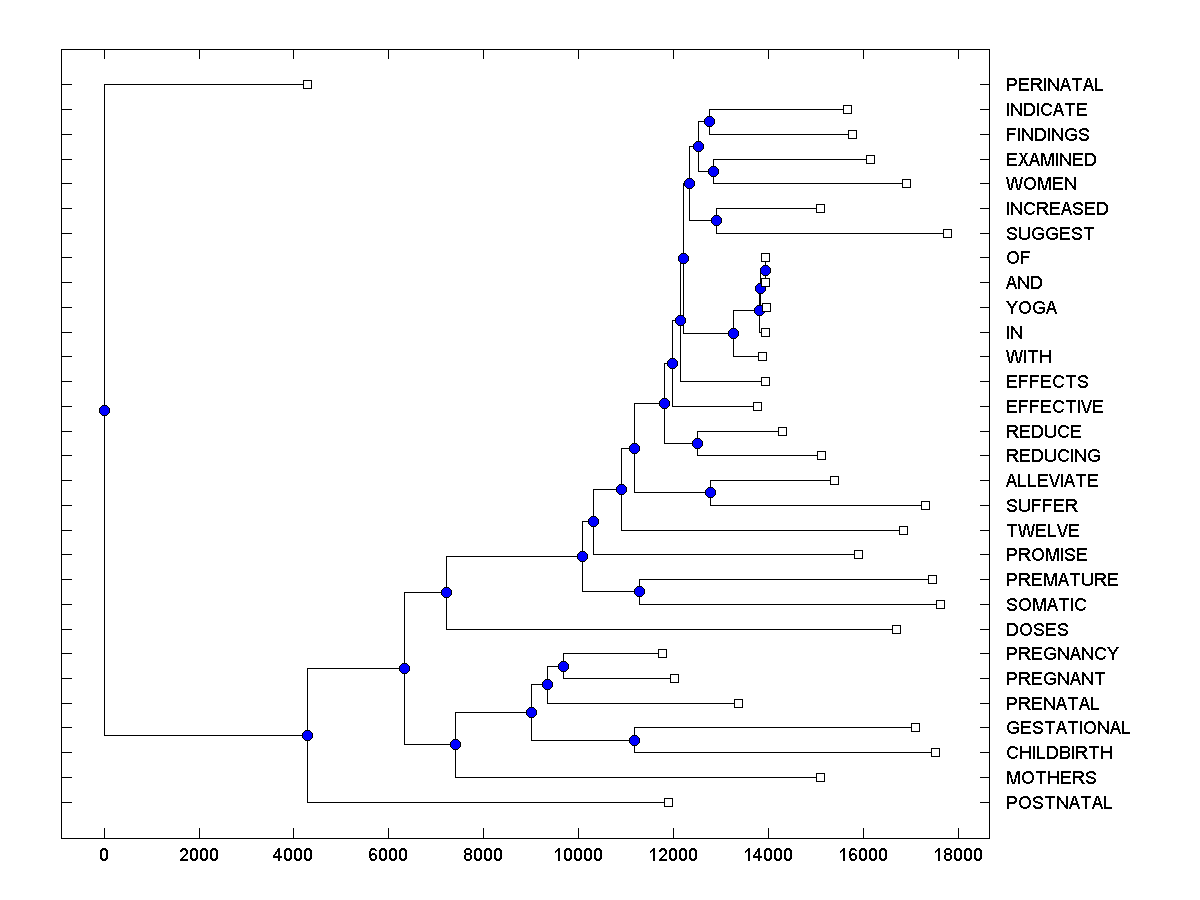 PERINATAL
INDICATE
FINDINGS
EXAMINED
WOMEN
INCREASED
SUGGEST
OF
AND
YOGA
IN
WITH
EFFECTS
EFFECTIVE
REDUCE
REDUCING
ALLEVIATE
SUFFER
TWELVE
PROMISE
PREMATURE
SOMATIC
DOSES
PREGNANCY
PREGNANT
PRENATAL
GESTATIONAL
CHILDBIRTH
MOTHERS
POSTNATAL
0 2000 4000 6000 8000 10000 12000 14000 16000 18000